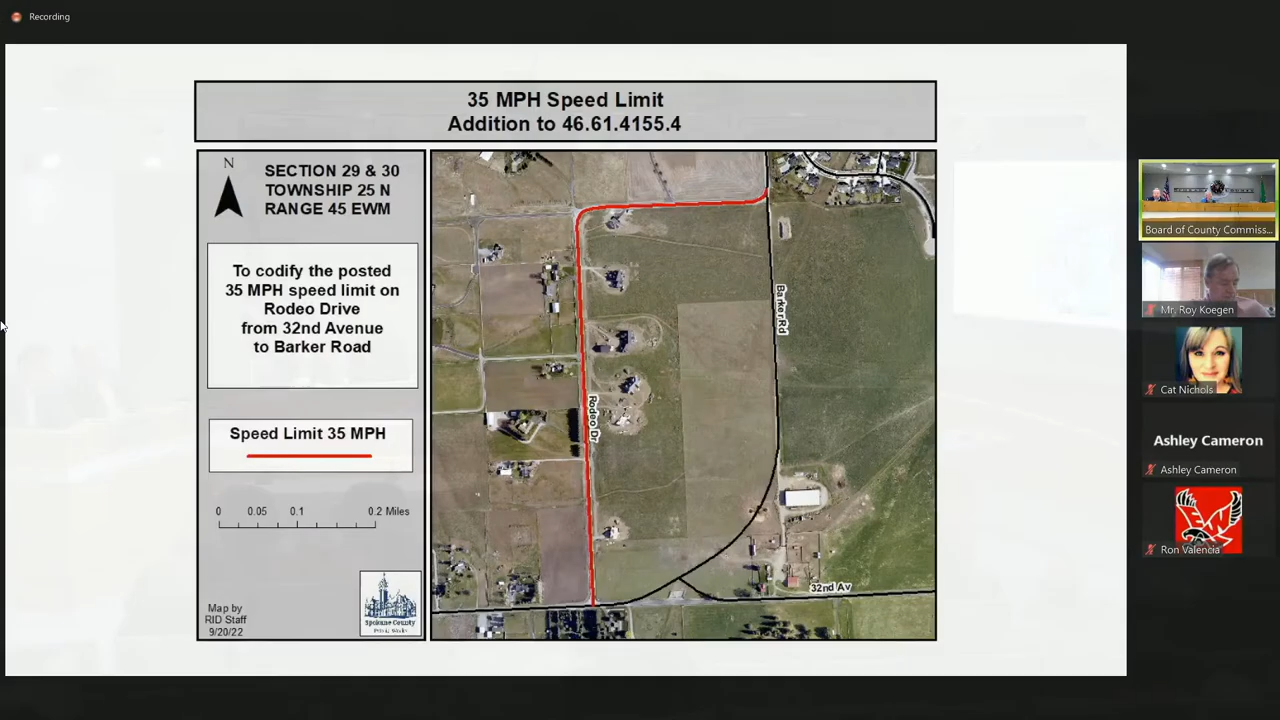 Recording
35 MPH Speed Limit
Addition to 46.61.4155.4
N
SECTION 29 & 30
TOWNSHIP 25 N
RANGE 45 EWM
To codify the posted
35 MPH speed limit on
Rodeo Drive
from 32nd Avenue
to Barker Road
Speed Limit 35 MPH
0 0.05 0.1 0.2 Miles
Map by
RID Staff
9/20/22
Spokane County
Public Works
Barker Rd
Rodeo Dr
32nd Av
Board of County Commiss...
Mr. Roy Koegen
Cat Nichols
Ashley Cameron
Ashley Cameron
Ron Valencia